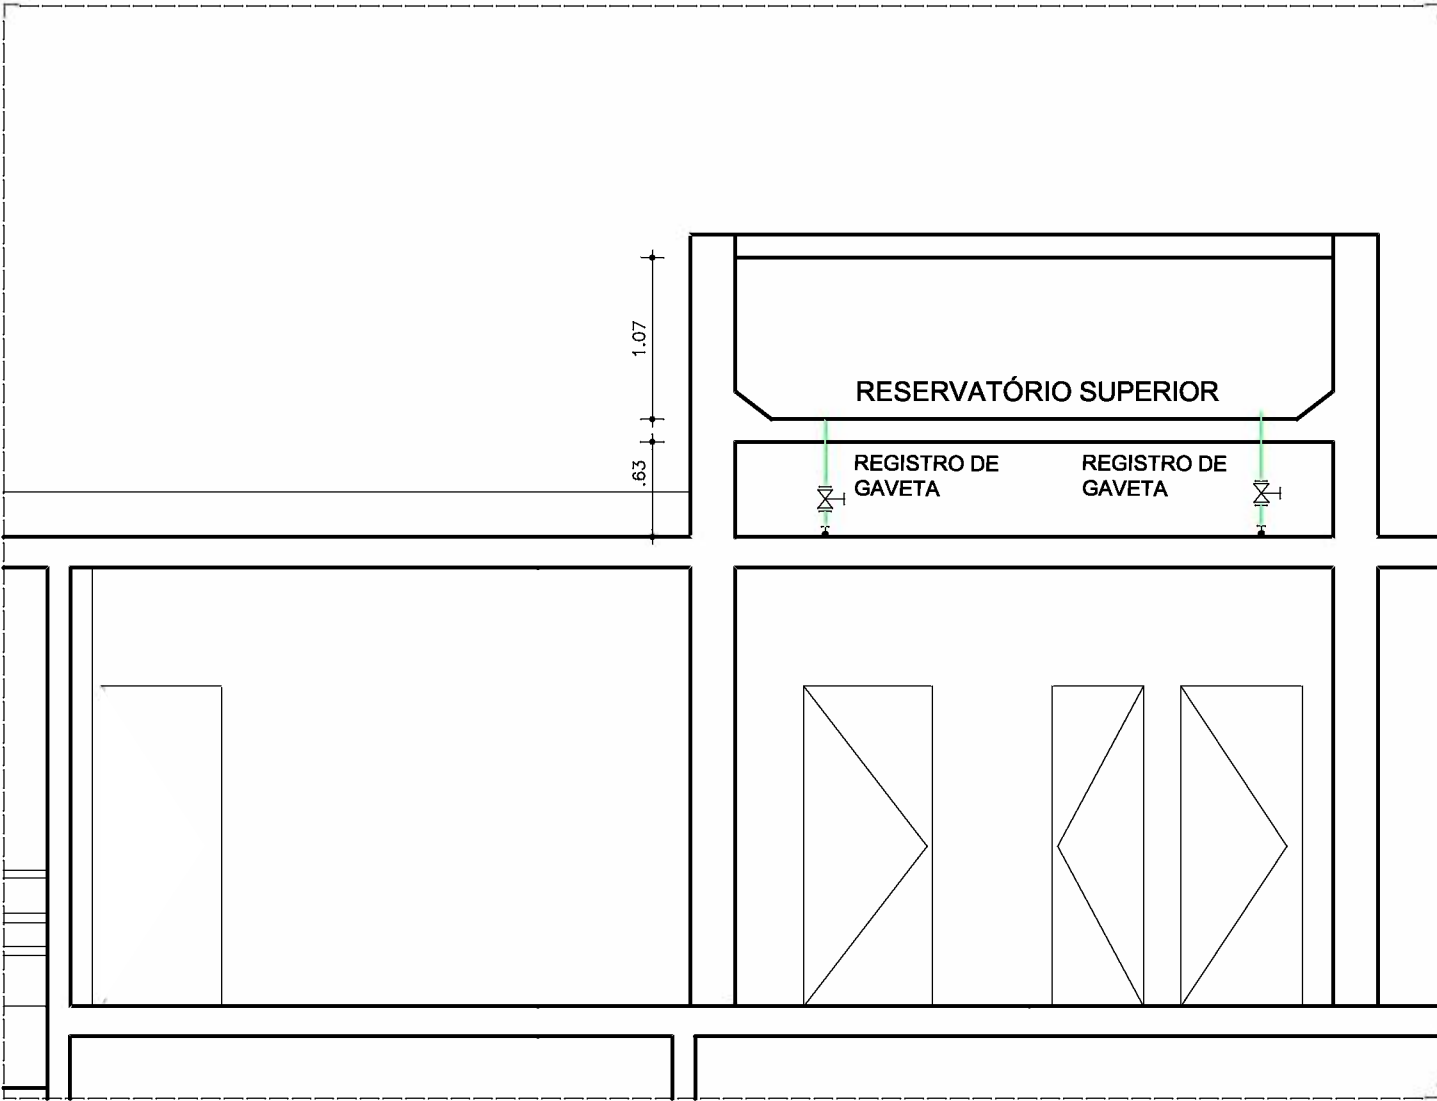 1.07
RESERVATÓRIO SUPERIOR
.63
REGISTRO DE
GAVETA
REGISTRO DE
GAVETA